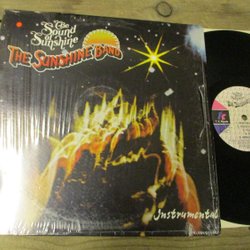 The
Sound
of
Sunshine
THE SUNSHINE BAND
Instrumental